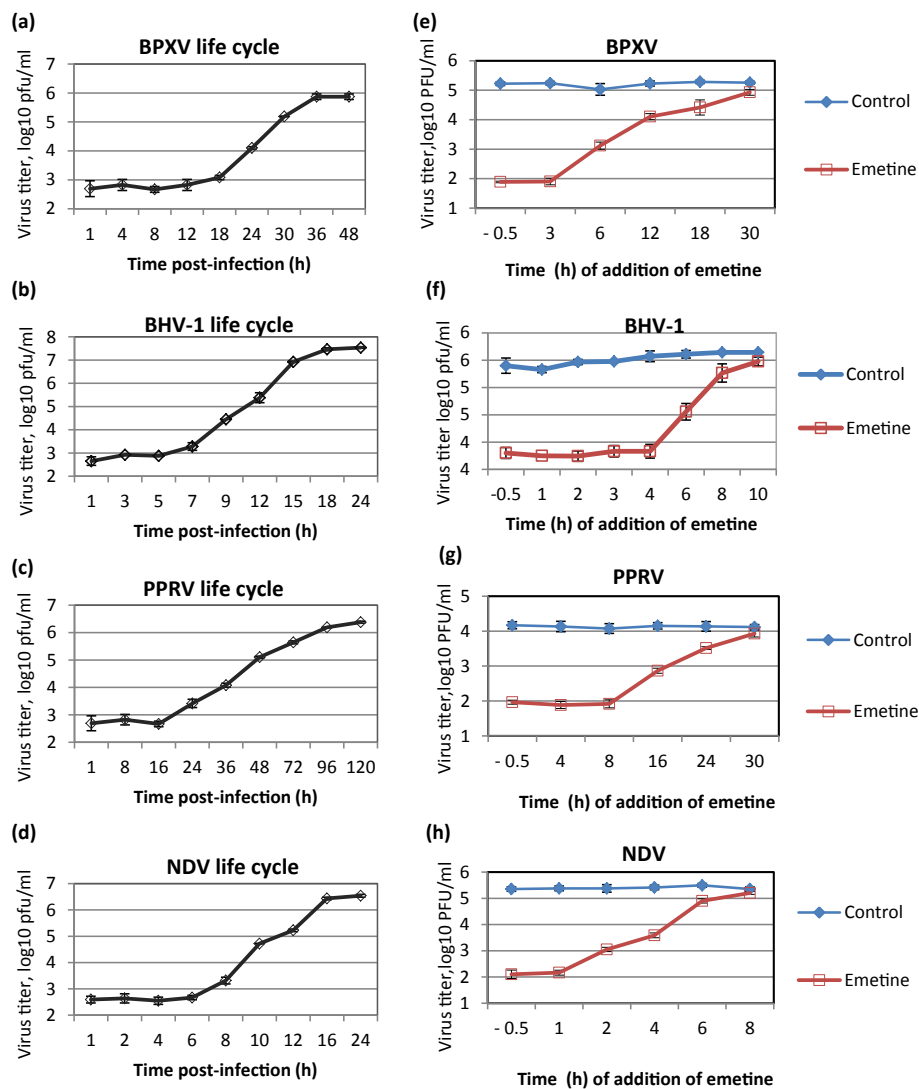 (a)
BPXV life cycle
Virus titer, log10 pfu/ml
7
6
5
4
3
2
1 4 8 12 18 24 30 36 48
Time post-infection (h)
(e)
BPXV
Virus titer,log10 PFU/ml
6
5
4
3
2
1
- 0.5 3 6 12 18 30
Time (h) of addition of emetine
Control
Emetine
(b)
BHV-1 life cycle
Virus titer, log10 pfu/ml
8
7
6
5
4
3
2
1 3 5 7 9 12 15 18 24
Time post-infection (h)
(f)
BHV-1
Virus titer, log10 pfu/ml
6
6
5
5
4
4
-0.5 1 2 3 4 6 8 10
Time (h) of addition of emetine
Control
Emetine
(c)
PPRV life cycle
Virus titer, log10 pfu/ml
7
6
5
4
3
2
1 8 16 24 36 48 72 96 120
Time post-infection (h)
(g)
PPRV
Virus titer,log10 PFU/ml
5
4
3
2
1
- 0.5 4 8 16 24 30
Time (h) of addition of emetine
Control
Emetine
(d)
NDV life cycle
Virus titer, log10 pfu/ml
7
6
5
4
3
2
1 2 4 6 8 10 12 16 24
Time post-infection (h)
(h)
NDV
Virus titer,log10 PFU/ml
6
5
4
3
2
1
- 0.5 1 2 4 6 8
Time (h) of addition of emetine
Control
Emetine